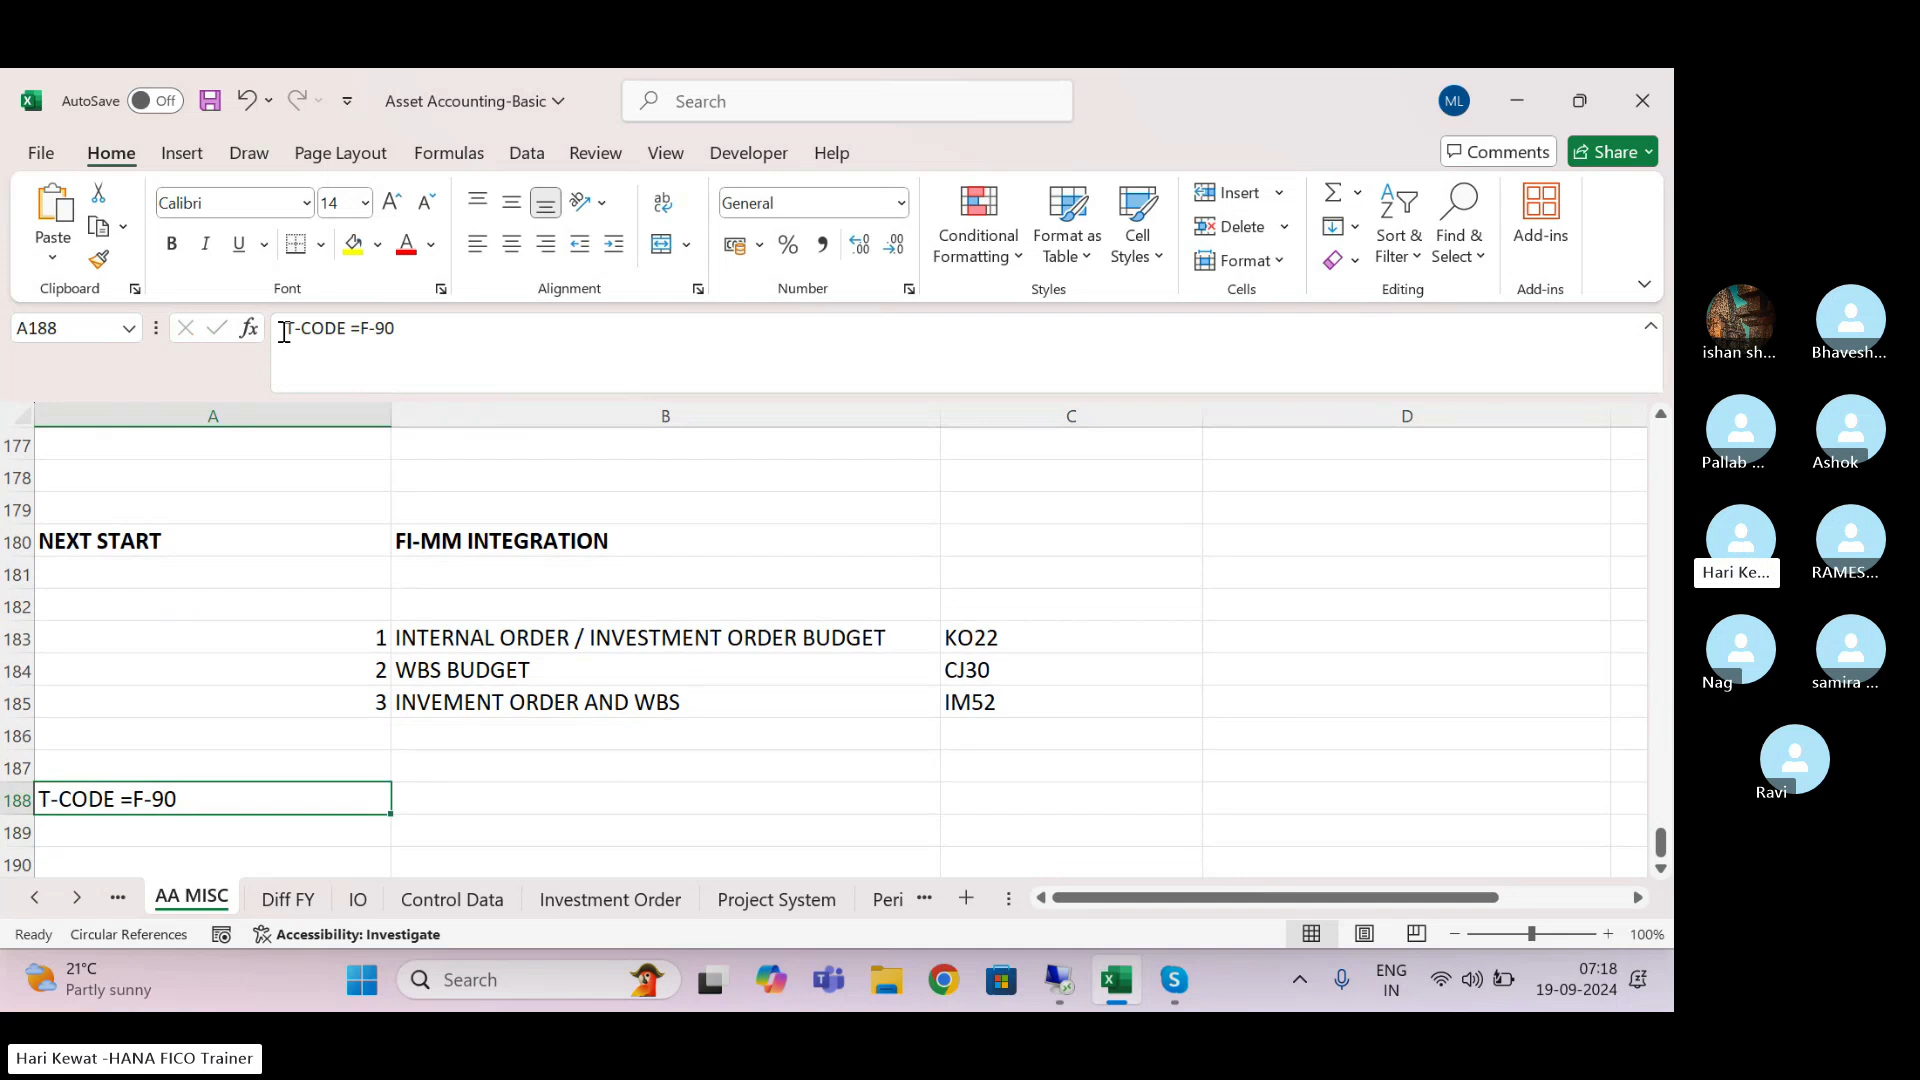 AutoSave Off Asset Accounting-Basic Search ML
File Home Insert Draw Page Layout Formulas Data Review View Developer Help Comments Share
Paste
Clipboard
Calibri 14
B I U
Font
Alignment
General
Number
Conditional Formatting
Format as Table
Cell Styles
Styles
Insert
Delete
Format
Cells
Sort & Filter
Find & Select
Editing
Add-ins
Add-ins
A188 fx T-CODE =F-90
A B C D
177
178
179
180 NEXT START FI-MM INTEGRATION
181
182
183 1 INTERNAL ORDER / INVESTMENT ORDER BUDGET KO22
184 2 WBS BUDGET CJ30
185 3 INVEMENT ORDER AND WBS IM52
186
187
188 T-CODE =F-90
189
190
AA MISC Diff FY IO Control Data Investment Order Project System Peri
Ready Circular References Accessibility: Investigate 100%
21°C
Partly sunny
Search
ENG
IN
07:18
19-09-2024
ishan sh...
Bhavesh...
Pallab ...
Ashok
Hari Ke...
RAMES...
Nag
samira ...
Ravi
Hari Kewat -HANA FICO Trainer